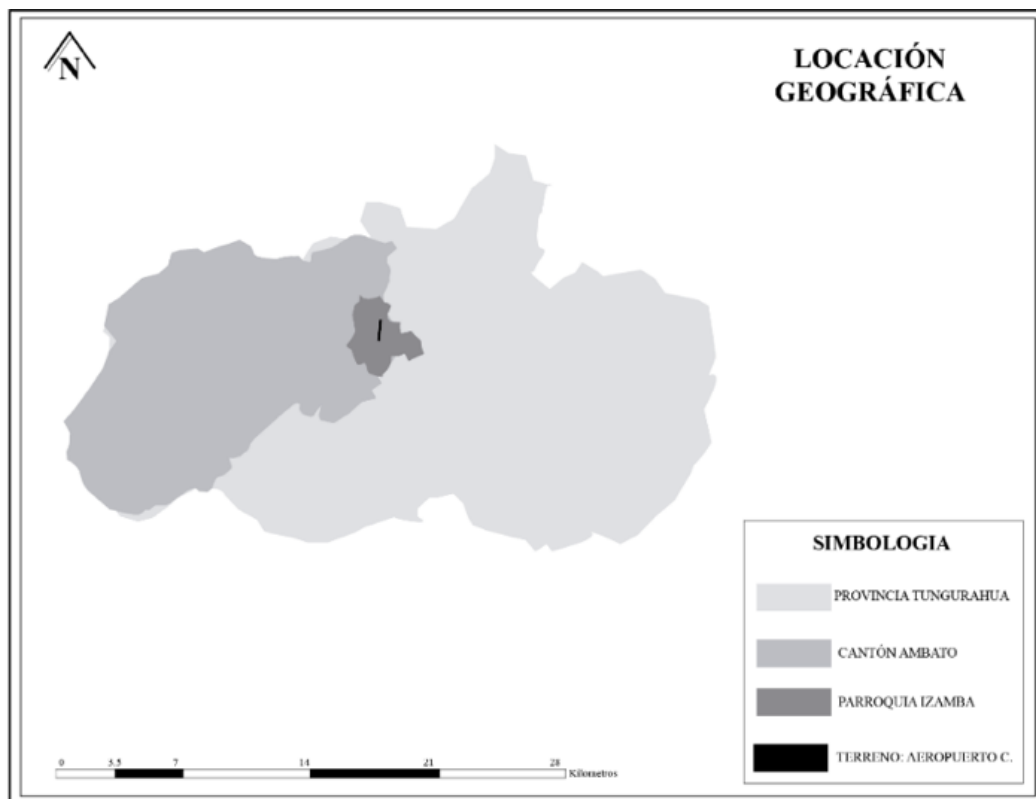 N
LOCACIÓN
GEOGRÁFICA
SIMBOLOGIA
PROVINCIA TUNGURAHUA
CANTÓN AMBATO
PARROQUIA IZAMBA
TERRENO: AEROPUERTO C.
0 3.5 7 14 21 28
Kilometros